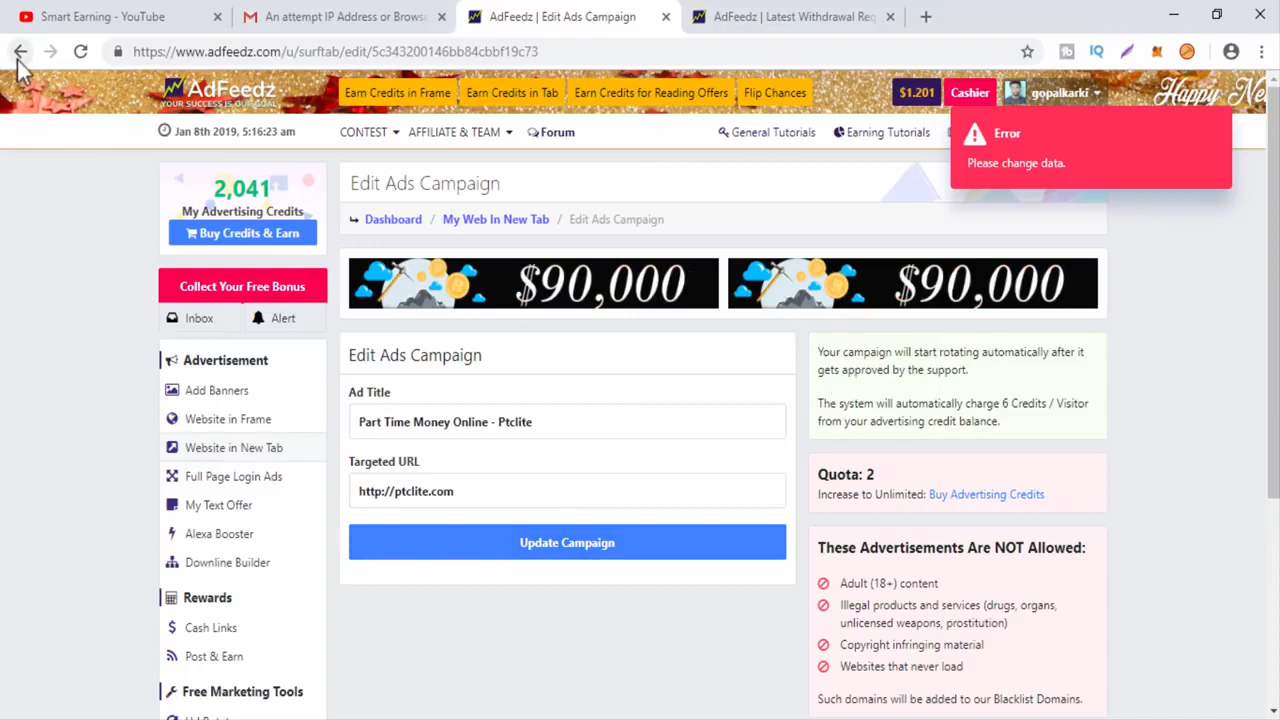 Smart Earning - YouTube
An attempt IP Address or Brows
AdFeedz | Edit Ads Campaign
AdFeedz | Latest Withdrawal Req
https://www.adfeedz.com/u/surftab/edit/5c343200146bb84cbbf19c73
AdFeedz
YOUR SUCCESS IS OUR GOAL
Earn Credits in Frame
Earn Credits in Tab
Earn Credits for Reading Offers
Flip Chances
$1.201
Cashier
gopalkarki
Happy Ne
Jan 8th 2019, 5:16:23 am
CONTEST
AFFILIATE & TEAM
Forum
General Tutorials
Earning Tutorials
Error
Please change data.
2,041
My Advertising Credits
Buy Credits & Earn
Collect Your Free Bonus
Inbox
Alert
Advertisement
Add Banners
Website in Frame
Website in New Tab
Full Page Login Ads
My Text Offer
Alexa Booster
Downline Builder
Rewards
Cash Links
Post & Earn
Free Marketing Tools
Edit Ads Campaign
Dashboard / My Web In New Tab / Edit Ads Campaign
$90,000
$90,000
Edit Ads Campaign
Ad Title
Part Time Money Online - Ptclite
Targeted URL
http://ptclite.com
Update Campaign
Your campaign will start rotating automatically after it
gets approved by the support.
The system will automatically charge 6 Credits / Visitor
from your advertising credit balance.
Quota: 2
Increase to Unlimited: Buy Advertising Credits
These Advertisements Are NOT Allowed:
Adult (18+) content
Illegal products and services (drugs, organs,
unlicensed weapons, prostitution)
Copyright infringing material
Websites that never load
Such domains will be added to our Blacklist Domains.